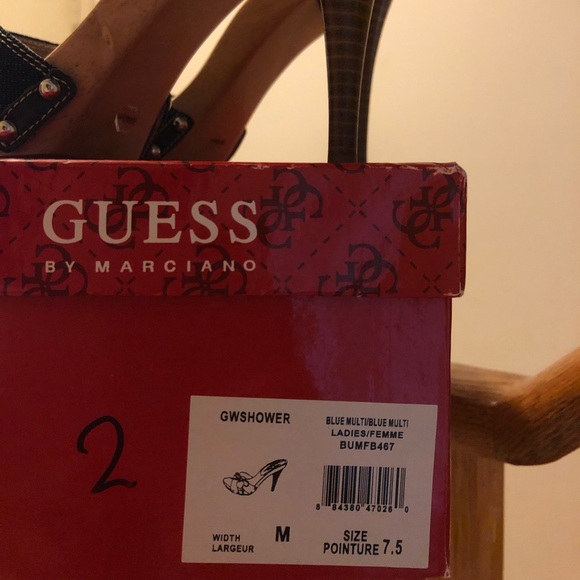 GUESS
BY MARCIANO
2
GWSHOWER
BLUE MULTI/BLUE MULTI
LADIES/FEMME
BUMFB467
8 84380 47026 0
WIDTH
LARGEUR
M
SIZE
POINTURE 7.5